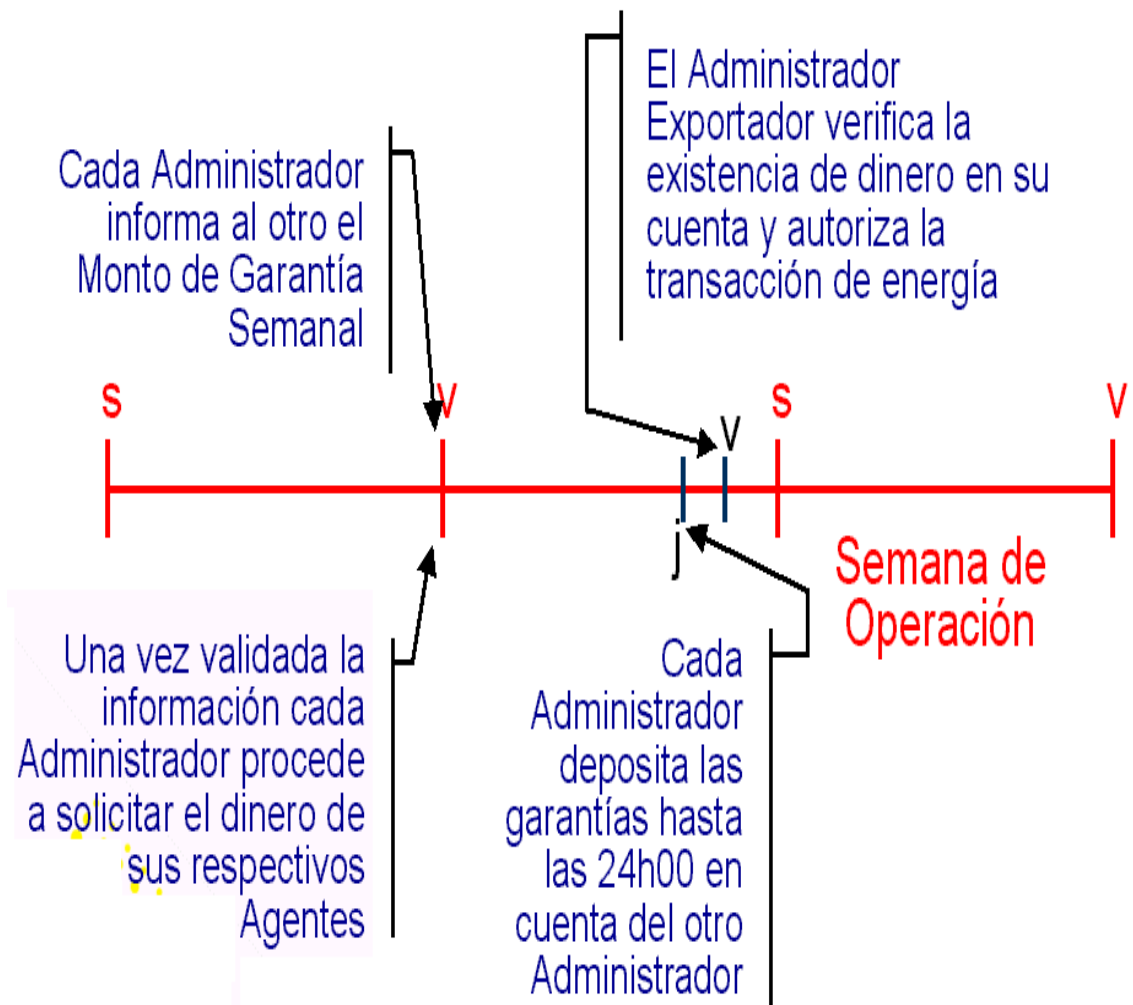 El Administrador
Exportador verifica la
existencia de dinero en su
cuenta y autoriza la
transacción de energía
Cada Administrador
informa al otro el
Monto de Garantía
Semanal
s
v
v
s
v
j
Semana de
Operación
Una vez validada la
información cada
Administrador procede
a solicitar el dinero de
sus respectivos
Agentes
Cada
Administrador
deposita las
garantías hasta
las 24h00 en
cuenta del otro
Administrador